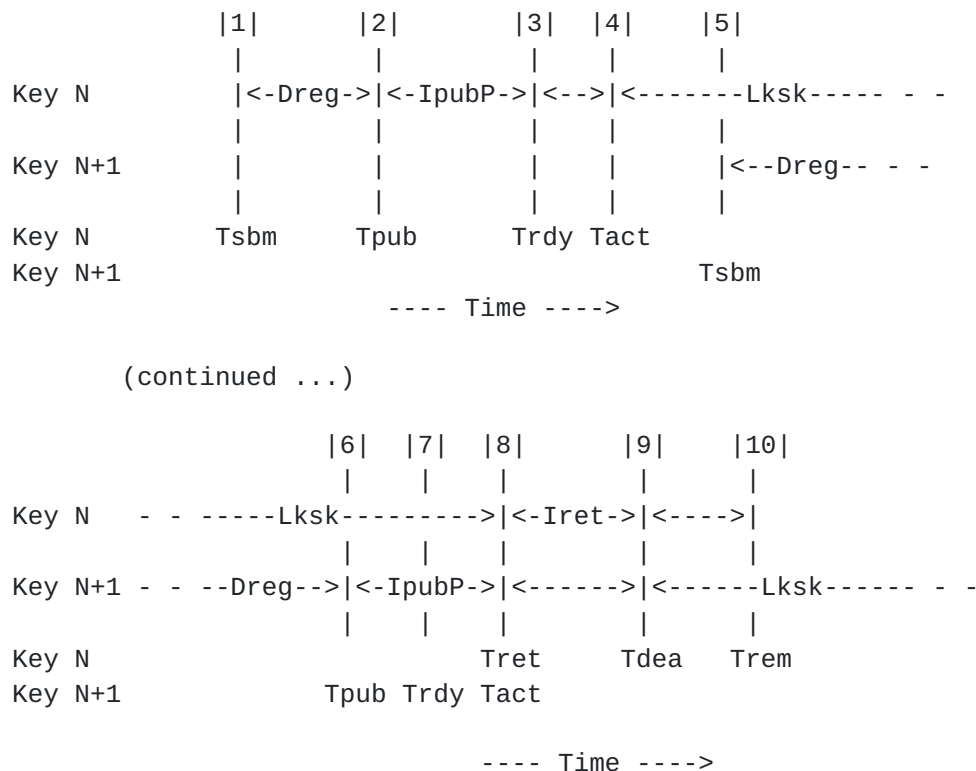 |1| |2| |3| |4| |5|
| | | | |
Key N |<-Dreg->|<-IpubP->|<-->|<-------Lksk----- - -
| | | | |
Key N+1 | | | | |<--Dreg-- - -
| | | | |
Key N Tsbm Tpub Trdy Tact
Key N+1 Tsbm
---- Time ---->
(continued ...)
|6| |7| |8| |9| |10|
| | | | |
Key N - - -----Lksk--------->|<-Iret->|<---->|
| | | | |
Key N+1 - - --Dreg-->|<-IpubP->|<------>|<------Lksk------ - -
| | | | |
Key N Tret Tdea Trem
Key N+1 Tpub Trdy Tact
---- Time ---->